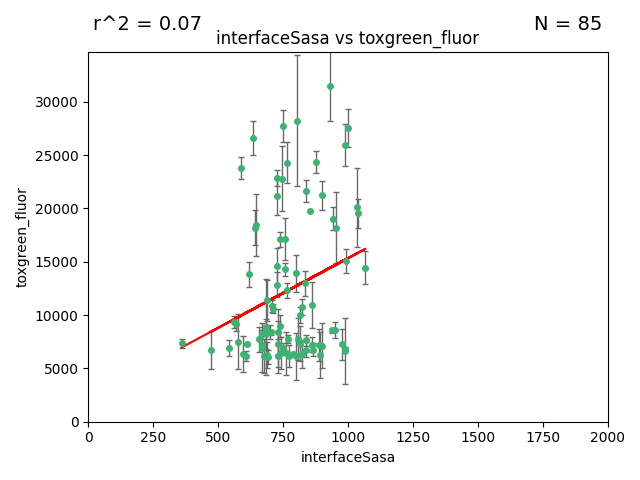 r^2 = 0.07
N = 85
interfaceSasa vs toxgreen_fluor
toxgreen_fluor
30000
25000
20000
15000
10000
5000
0
0 250 500 750 1000 1250 1500 1750 2000
interfaceSasa